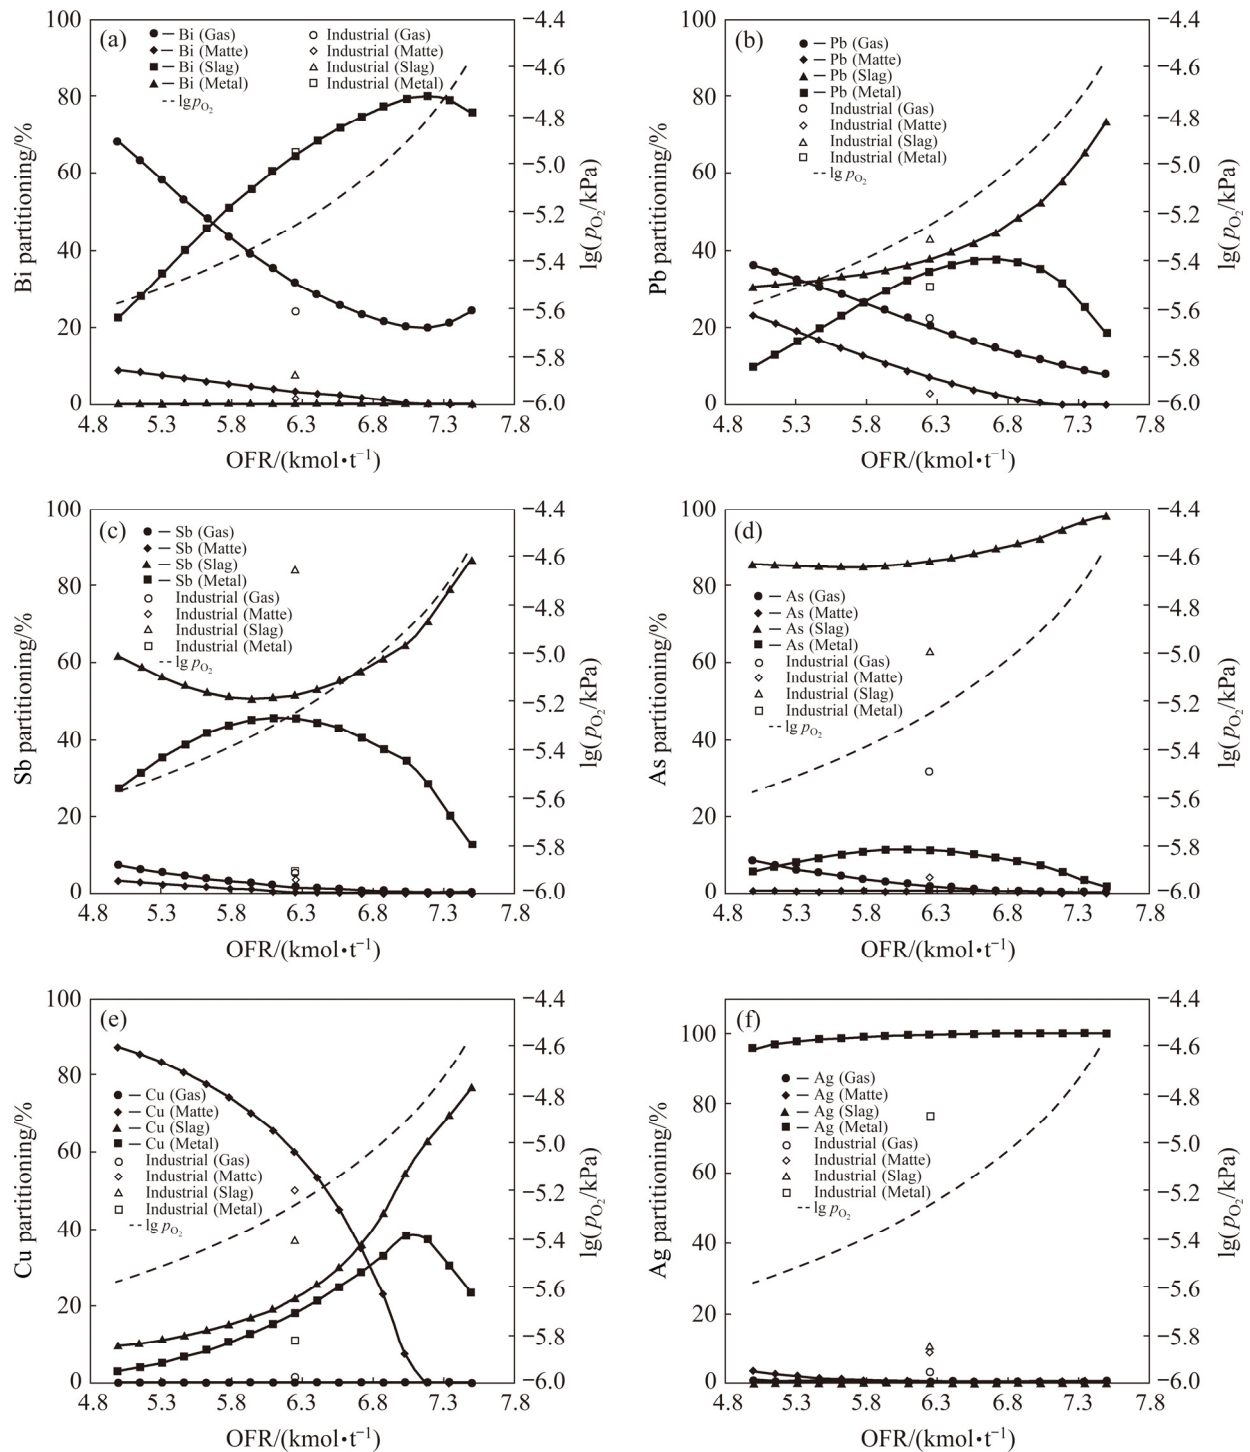 (a)
Bi (Gas)
Bi (Matte)
Bi (Slag)
Bi (Metal)
lg pO2
Industrial (Gas)
Industrial (Matte)
Industrial (Slag)
Industrial (Metal)
100
80
60
40
20
0
Bi partitioning/%
−4.4
−4.6
−4.8
−5.0
−5.2
−5.4
−5.6
−5.8
−6.0
lg(pO2/kPa)
4.8 5.3 5.8 6.3 6.8 7.3 7.8
OFR/(kmol·t−1)
(b)
Pb (Gas)
Pb (Matte)
Pb (Slag)
Pb (Metal)
Industrial (Gas)
Industrial (Matte)
Industrial (Slag)
Industrial (Metal)
lg pO2
100
80
60
40
20
0
Pb partitioning/%
−4.4
−4.6
−4.8
−5.0
−5.2
−5.4
−5.6
−5.8
−6.0
lg(pO2/kPa)
4.8 5.3 5.8 6.3 6.8 7.3 7.8
OFR/(kmol·t−1)
(c)
Sb (Gas)
Sb (Matte)
Sb (Slag)
Sb (Metal)
Industrial (Gas)
Industrial (Matte)
Industrial (Slag)
Industrial (Metal)
lg pO2
100
80
60
40
20
0
Sb partitioning/%
−4.4
−4.6
−4.8
−5.0
−5.2
−5.4
−5.6
−5.8
−6.0
lg(pO2/kPa)
4.8 5.3 5.8 6.3 6.8 7.3 7.8
OFR/(kmol·t−1)
(d)
As (Gas)
As (Matte)
As (Slag)
As (Metal)
Industrial (Gas)
Industrial (Matte)
Industrial (Slag)
Industrial (Metal)
lg pO2
100
80
60
40
20
0
As partitioning/%
−4.4
−4.6
−4.8
−5.0
−5.2
−5.4
−5.6
−5.8
−6.0
lg(pO2/kPa)
4.8 5.3 5.8 6.3 6.8 7.3 7.8
OFR/(kmol·t−1)
(e)
Cu (Gas)
Cu (Matte)
Cu (Slag)
Cu (Metal)
Industrial (Gas)
Industrial (Matte)
Industrial (Slag)
Industrial (Metal)
lg pO2
100
80
60
40
20
0
Cu partitioning/%
−4.4
−4.6
−4.8
−5.0
−5.2
−5.4
−5.6
−5.8
−6.0
lg(pO2/kPa)
4.8 5.3 5.8 6.3 6.8 7.3 7.8
OFR/(kmol·t−1)
(f)
Ag (Gas)
Ag (Matte)
Ag (Slag)
Ag (Metal)
Industrial (Gas)
Industrial (Matte)
Industrial (Slag)
Industrial (Metal)
lg pO2
100
80
60
40
20
0
Ag partitioning/%
−4.4
−4.6
−4.8
−5.0
−5.2
−5.4
−5.6
−5.8
−6.0
lg(pO2/kPa)
4.8 5.3 5.8 6.3 6.8 7.3 7.8
OFR/(kmol·t−1)